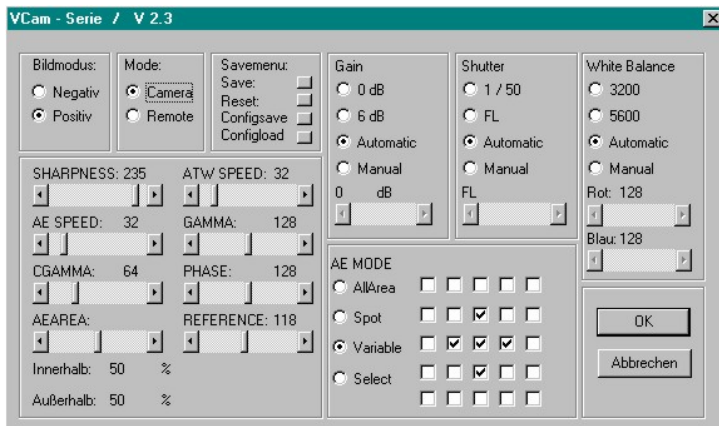 VCam - Serie / V 2.3
Bildmodus:
Negativ
Positiv
Mode:
Camera
Remote
Savemenu:
Save:
Reset:
Configsave
Configload
Gain
0 dB
6 dB
Automatic
Manual
0 dB
Shutter
1 / 50
FL
Automatic
Manual
FL
White Balance
3200
5600
Automatic
Manual
Rot: 128
Blau: 128
SHARPNESS: 235
ATW SPEED: 32
AE SPEED: 32
GAMMA: 128
CGAMMA: 64
PHASE: 128
AEAREA:
REFERENCE: 118
Innerhalb: 50 %
Außerhalb: 50 %
AE MODE
AllArea
Spot
Variable
Select
OK
Abbrechen